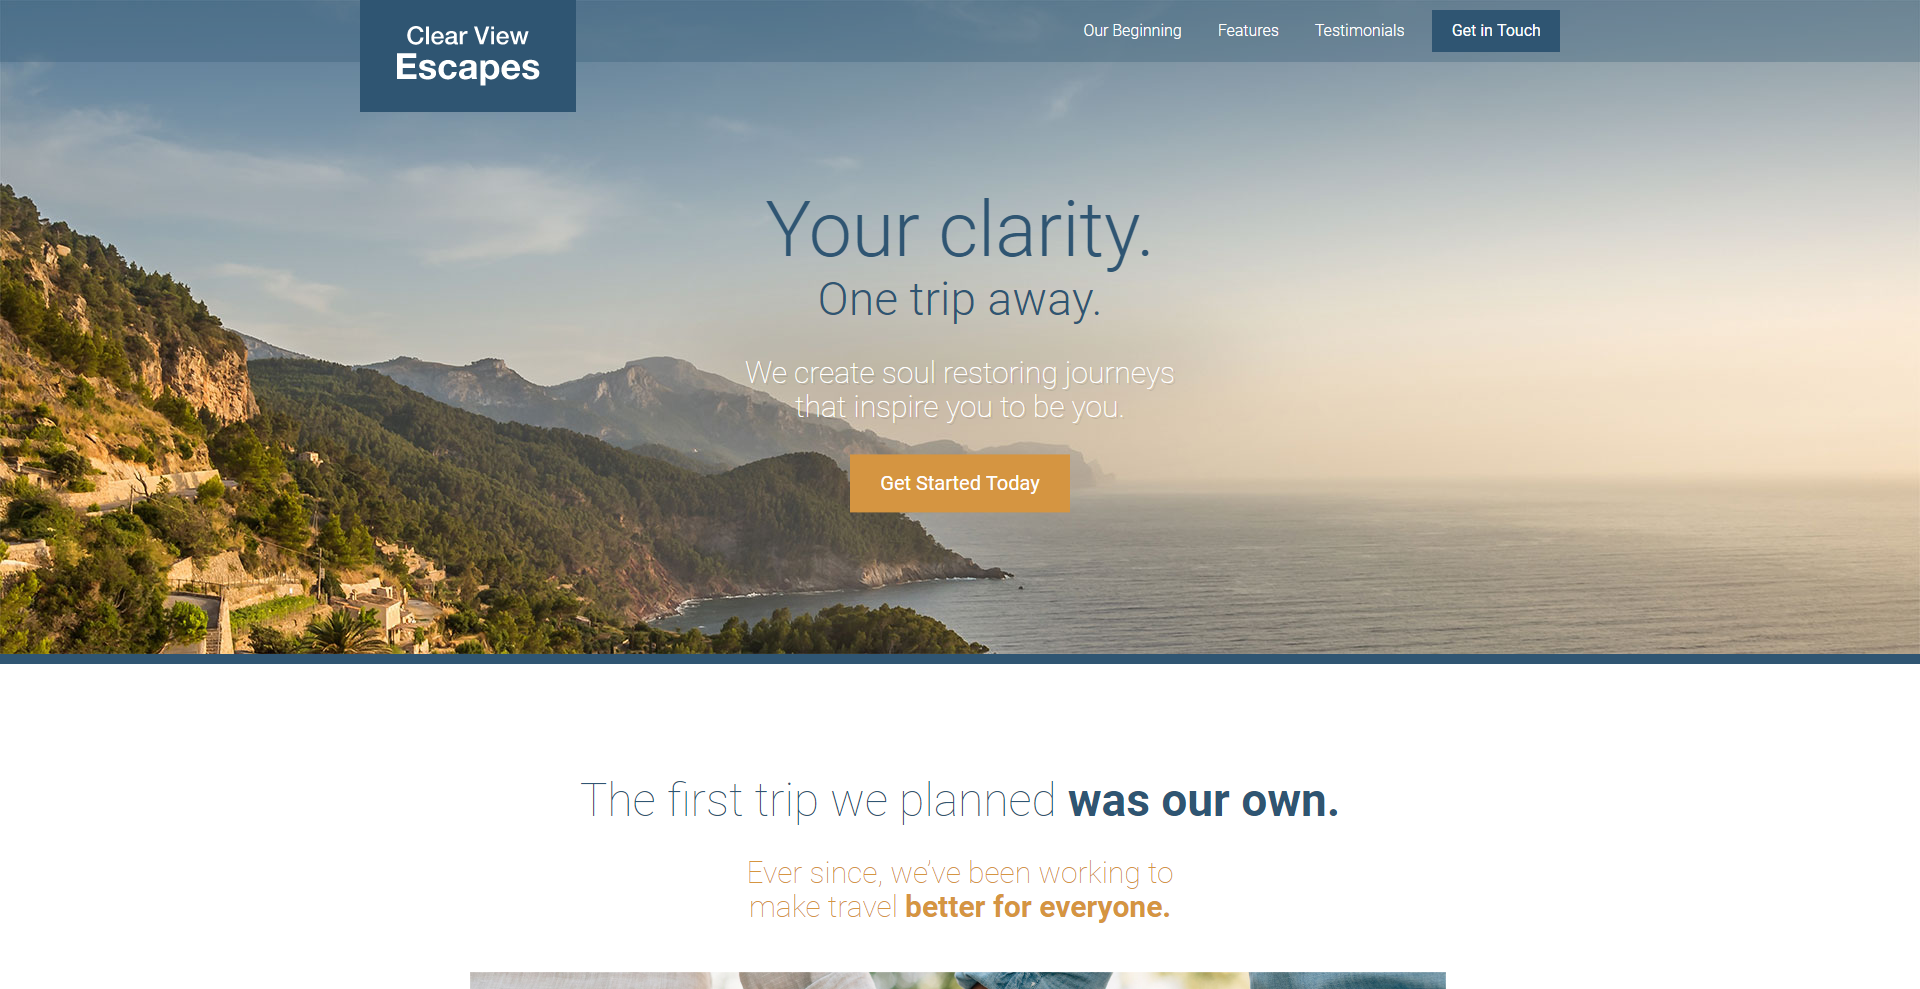 Clear View
Escapes
Our Beginning
Features
Testimonials
Get in Touch
Your clarity.
One trip away.
We create soul restoring journeys
that inspire you to be you.
Get Started Today
The first trip we planned was our own.
Ever since, we’ve been working to
make travel better for everyone.